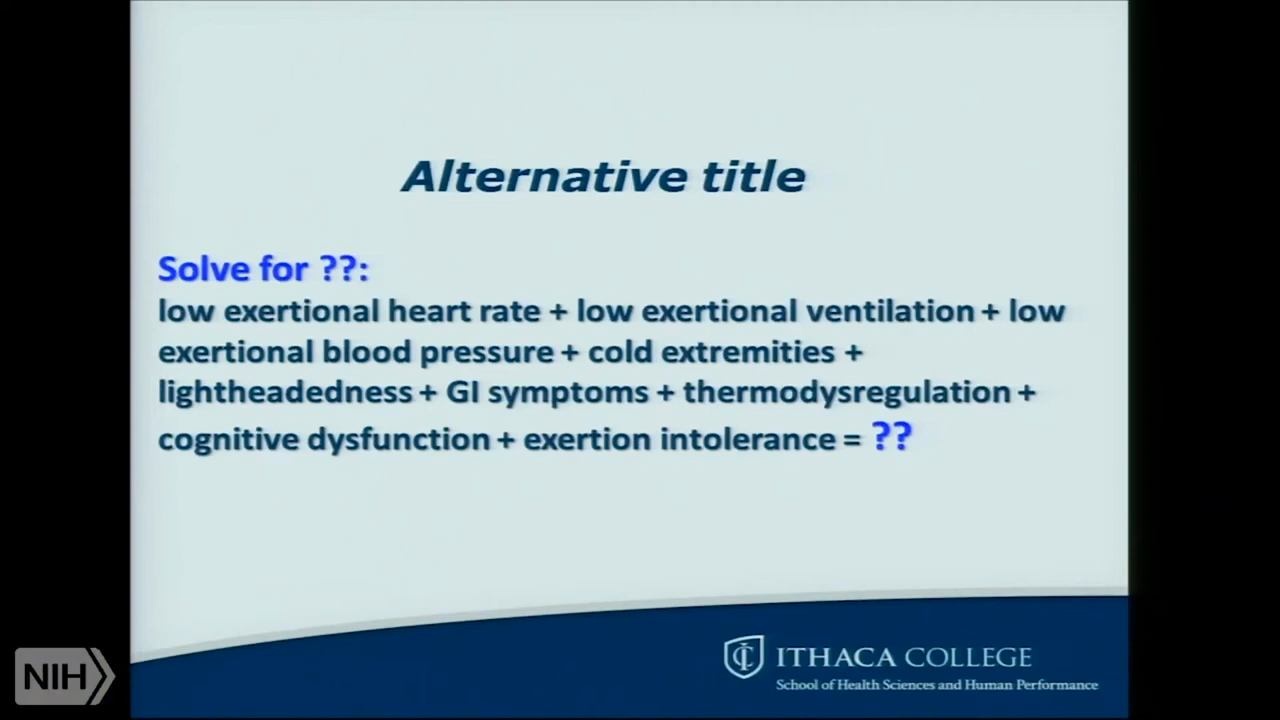 Alternative title
Solve for ??:
low exertional heart rate + low exertional ventilation + low
exertional blood pressure + cold extremities +
lightheadedness + GI symptoms + thermodysregulation +
cognitive dysfunction + exertion intolerance = ??
ITHACA COLLEGE
School of Health Sciences and Human Performance
NIH